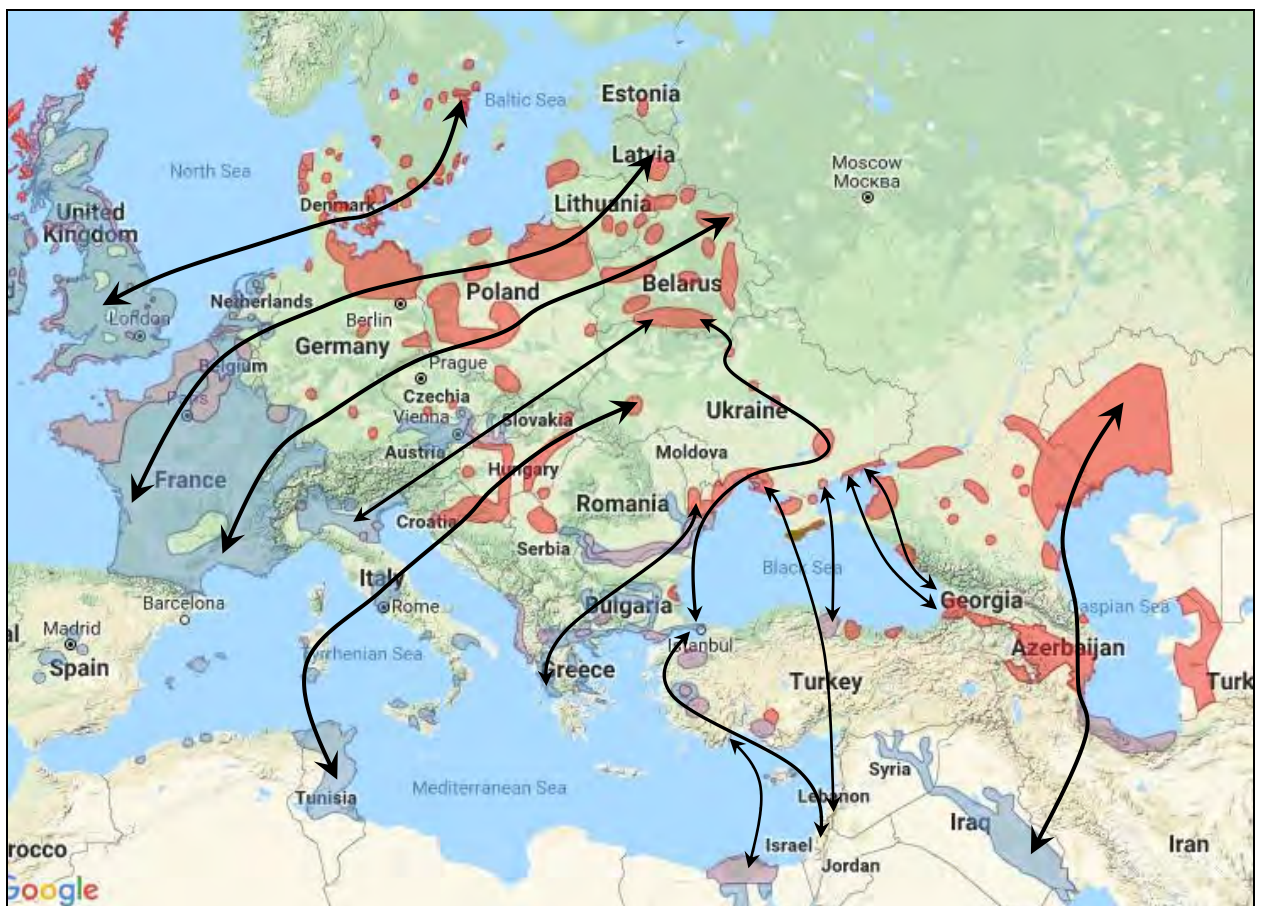 Estonia
Baltic Sea
Latvia
Moscow
Москва
North Sea
Denmark
Lithuania
United
Kingdom
Netherlands
Poland
Belarus
London
Berlin
Germany
Belgium
Prague
Paris
Czechia
Vienna
Slovakia
Ukraine
Austria
Moldova
Hungary
France
Romania
Croatia
Serbia
Black Sea
Italy
Barcelona
Rome
Bulgaria
Georgia
Caspian Sea
al
Madrid
Spain
Tyrrhenian Sea
Istanbul
Azerbaijan
Greece
Turkey
Turk
Syria
Mediterranean Sea
Tunisia
Lebanon
Iraq
rocco
Israel
Iran
Jordan
Google